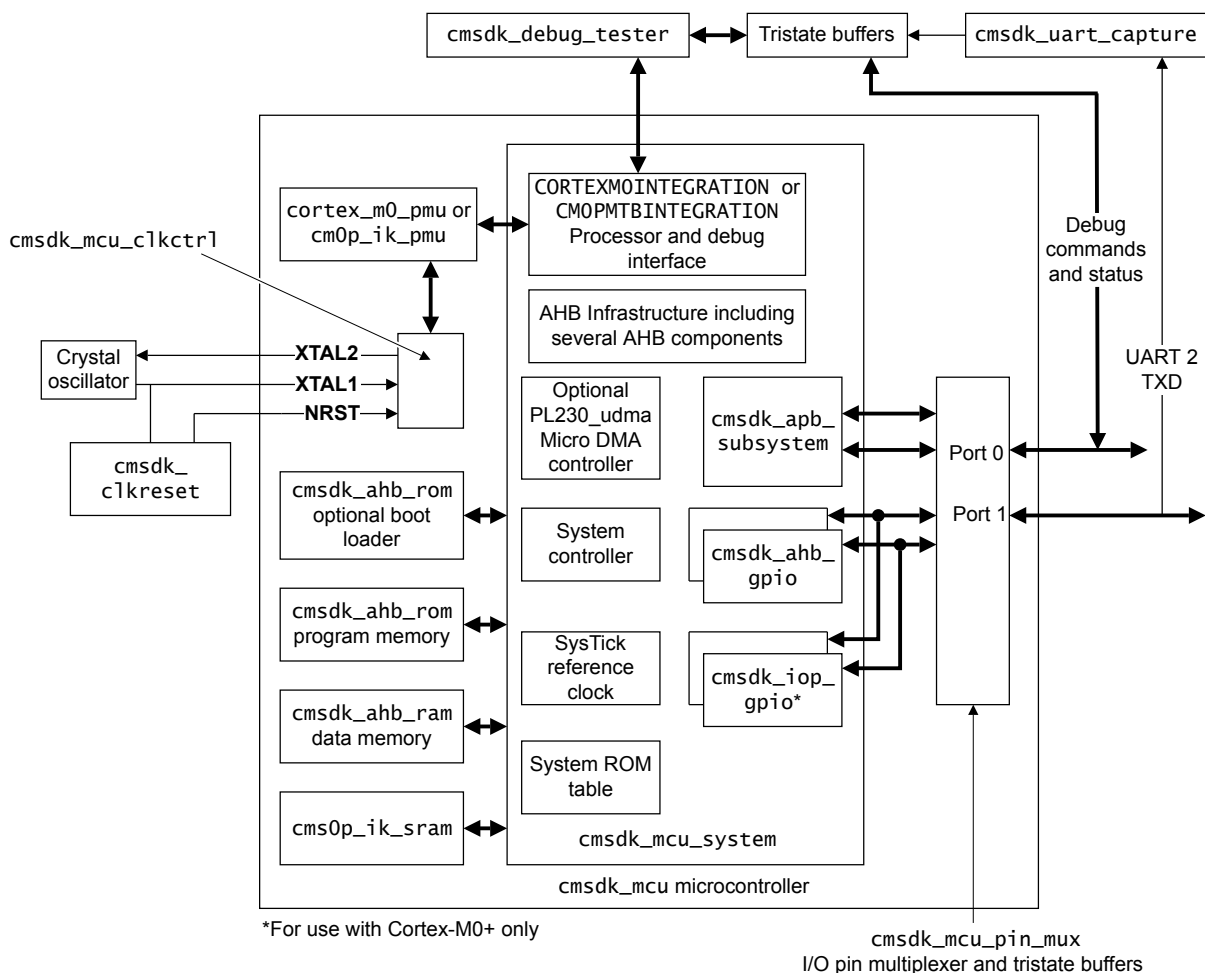 cmsdk_debug_tester
Tristate buffers
cmsdk_uart_capture
CORTEXM0INTEGRATION or
CM0PMTBINTEGRATION
Processor and debug
interface
cortex_m0_pmu or
cm0p_ik_pmu
cmsdk_mcu_clkctrl
Debug
commands
and status
AHB Infrastructure including
several AHB components
Crystal
oscillator
XTAL2
XTAL1
NRST
UART 2
TXD
Optional
PL230_udma
Micro DMA
controller
cmsdk_apb_
subsystem
Port 0
Port 1
cmsdk_
clkreset
cmsdk_ahb_rom
optional boot
loader
System
controller
cmsdk_ahb_
gpio
cmsdk_ahb_rom
program memory
SysTick
reference
clock
cmsdk_iop_
gpio*
cmsdk_ahb_ram
data memory
System ROM
table
cms0p_ik_sram
cmsdk_mcu_system
cmsdk_mcu microcontroller
*For use with Cortex-M0+ only
cmsdk_mcu_pin_mux
I/O pin multiplexer and tristate buffers